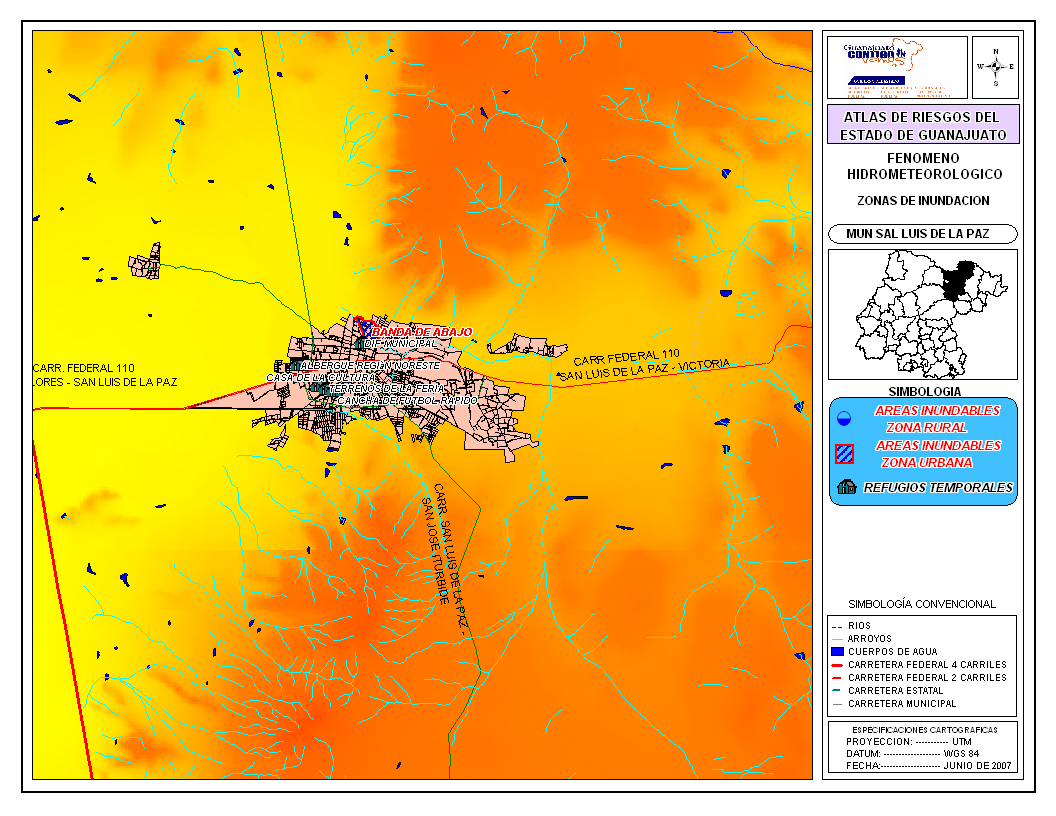 Guanajuato
CONTIGO
Vamos
N
W
E
S
ATLAS DE RIESGOS DEL
ESTADO DE GUANAJUATO
FENOMENO
HIDROMETEOROLOGICO
ZONAS DE INUNDACION
MUN SAL LUIS DE LA PAZ
SIMBOLOGIA
AREAS INUNDABLES
ZONA RURAL
AREAS INUNDABLES
ZONA URBANA
REFUGIOS TEMPORALES
SIMBOLOGÍA CONVENCIONAL
RIOS
ARROYOS
CUERPOS DE AGUA
CARRETERA FEDERAL 4 CARRILES
CARRETERA FEDERAL 2 CARRILES
CARRETERA ESTATAL
CARRETERA MUNICIPAL
ESPECIFICACIONES CARTOGRAFICAS
PROYECCION: ----------- UTM
DATUM: ------------------- WGS 84
FECHA:-------------------- JUNIO DE 2007
BANDA DE ABAJO
DIF MUNICIPAL
ALBERGUE REGI N NORESTE
CASA DE LA CULTURA
TERRENOS DE LA FERIA
CANCHA DE FUTBOL RAPIDO
CARR. FEDERAL 110
LORES - SAN LUIS DE LA PAZ
CARR FEDERAL 110
SAN LUIS DE LA PAZ - VICTORIA
CARR. SAN LUIS DE LA PAZ -
SAN JOSE ITURBIDE